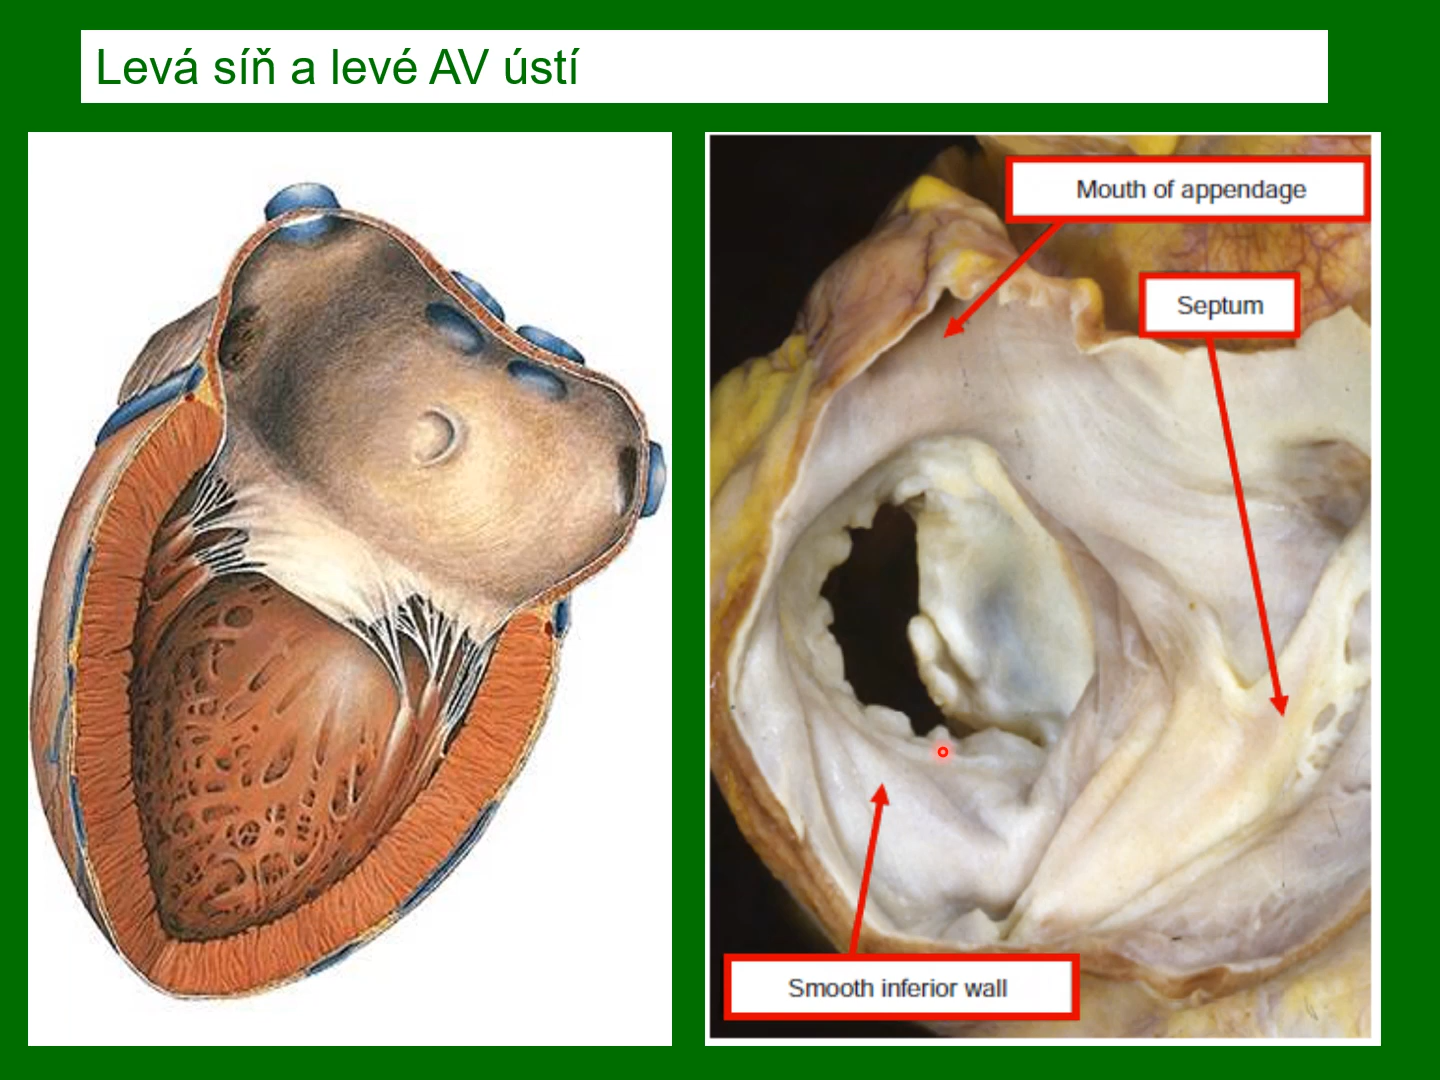 Levá síň a levé AV ústí
Mouth of appendage
Septum
Smooth inferior wall